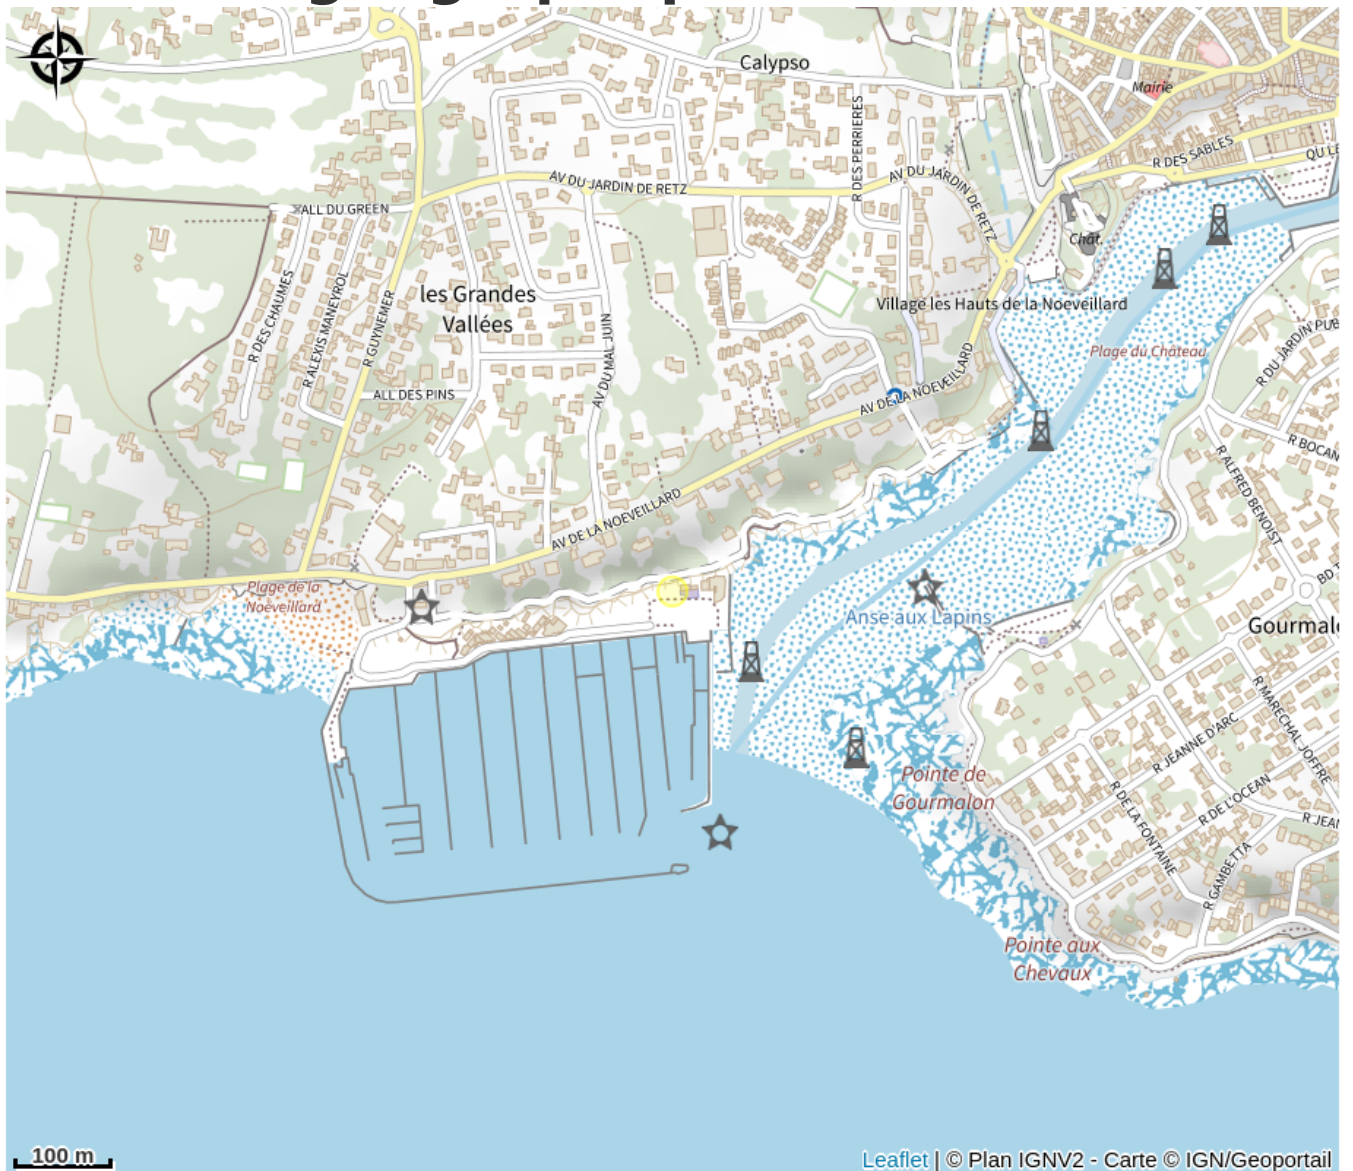 Calypso
Mairie
R DES SABLES
R DES PERRIERES
AV DU JARDIN DE RETZ
AV DU JARDIN DE RETZ
ALL DU GREEN
Chât.
les Grandes
Vallées
Village les Hauts de la Noeveillard
R DES CHAUMES
R ALEXIS MANEYROL
R GUYNEMER
AV DU MAL JUIN
Plage du Château
R DU JARDIN PUB
ALL DES PINS
AV DE LA NOEVEILLARD
R BOCAN
R ALFRED BENOIST
AV DE LA NOEVEILLARD
BD T
Plage de la
Noëveillard
Anse aux Lapins
Gourmal
R MARECHAL JOFFRE
R JEANNE D'ARC
Pointe de
Gourmalon
R DE LA FONTAINE
R DE L'OCEAN
R JEAN
R GAMBETTA
Pointe aux
Chevaux
100 m
Leaflet | © Plan IGNV2 - Carte © IGN/Geoportail